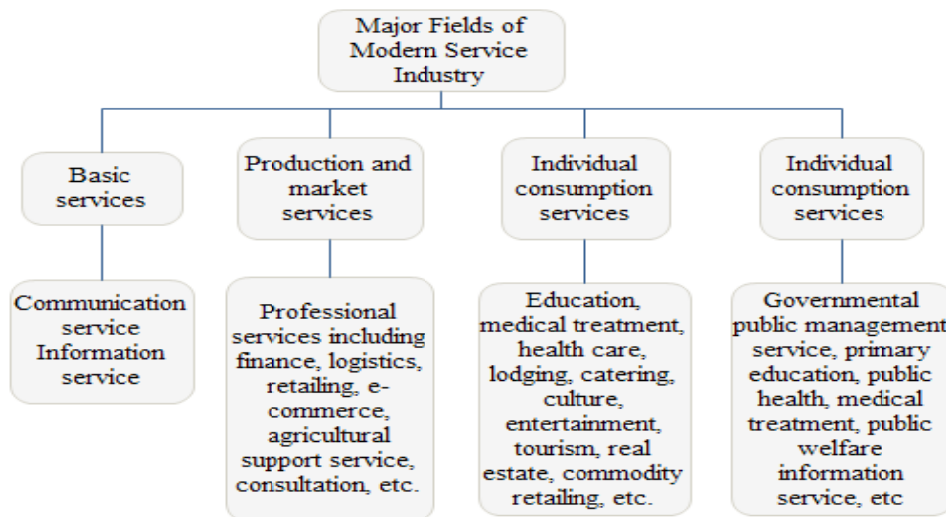 Major Fields of
Modern Service
Industry
Basic
services
Production and
market
services
Individual
consumption
services
Individual
consumption
services
Communication
service
Information
service
Professional
services including
finance, logistics,
retailing, e-
commerce,
agricultural
support service,
consultation, etc.
Education,
medical treatment,
health care,
lodging, catering,
culture,
entertainment,
tourism, real
estate, commodity
retailing, etc.
Governmental
public management
service, primary
education, public
health, medical
treatment, public
welfare
information
service, etc